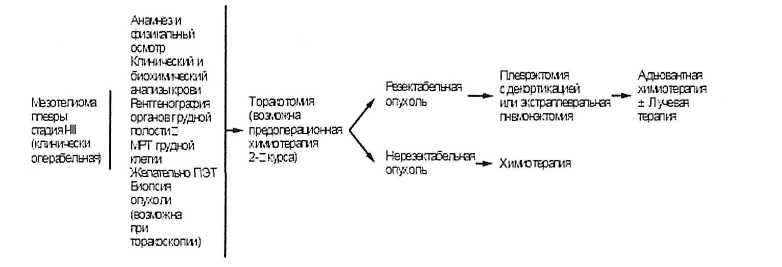 Мезотелиома
плевры
стадия I-III
(клинически
операбельная)
Анамнез и
физикальный
осмотр
Клинический и
биохимический
анализы крови
Рентгенография
органов грудной
полости
МРТ грудной
клетки
Желательно ПЭТ
Биопсия
опухоли
(возможна
при
торакоскопии)
Торакотомия
(возможна
предоперационная
химиотерапия
курса)
Резектабельная
опухоль
Плеврэктомия
с декортикацией
или экстраплевральная
пневмонэктомия
Адъювантная
химиотерапия
± Лучевая
терапия
Нерезектабельная
опухоль
Химиотерапия